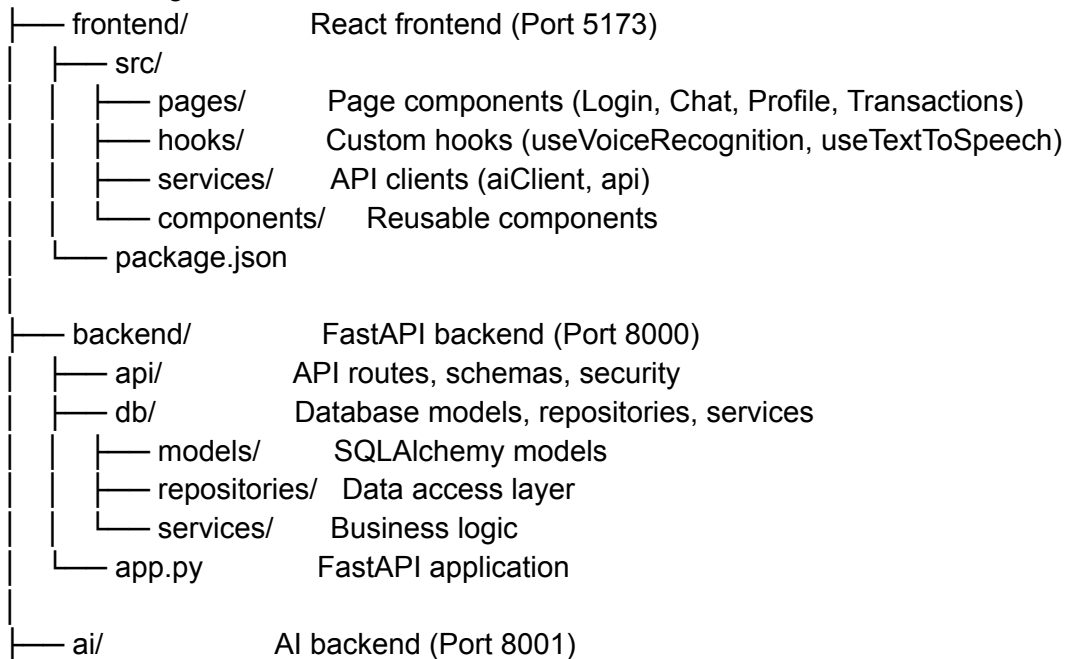 ├── frontend/ React frontend (Port 5173)
│ ├── src/
│ │ ├── pages/ Page components (Login, Chat, Profile, Transactions)
│ │ ├── hooks/ Custom hooks (useVoiceRecognition, useTextToSpeech)
│ │ ├── services/ API clients (aiClient, api)
│ │ └── components/ Reusable components
│ └── package.json
│
├── backend/ FastAPI backend (Port 8000)
│ ├── api/ API routes, schemas, security
│ ├── db/ Database models, repositories, services
│ │ ├── models/ SQLAlchemy models
│ │ ├── repositories/ Data access layer
│ │ └── services/ Business logic
│ └── app.py FastAPI application
│
├── ai/ AI backend (Port 8001)